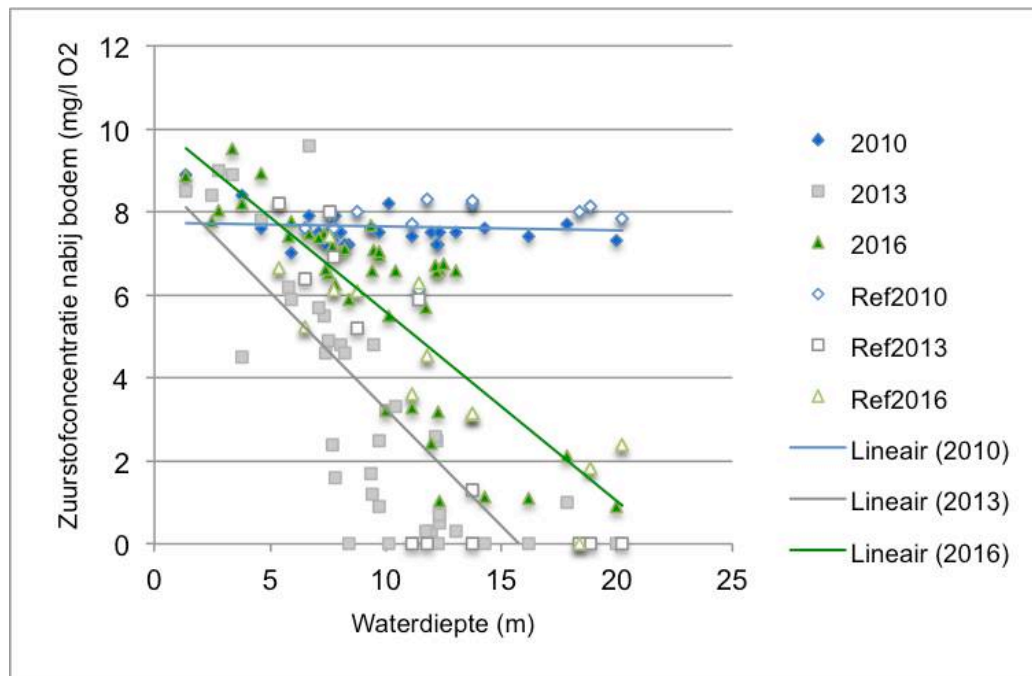 Zuurstofconcentratie nabij bodem (mg/l O2
12
10
8
6
4
2
0
0 5 10 15 20 25
Waterdiepte (m)
2010
2013
2016
Ref2010
Ref2013
Ref2016
Lineair (2010)
Lineair (2013)
Lineair (2016)